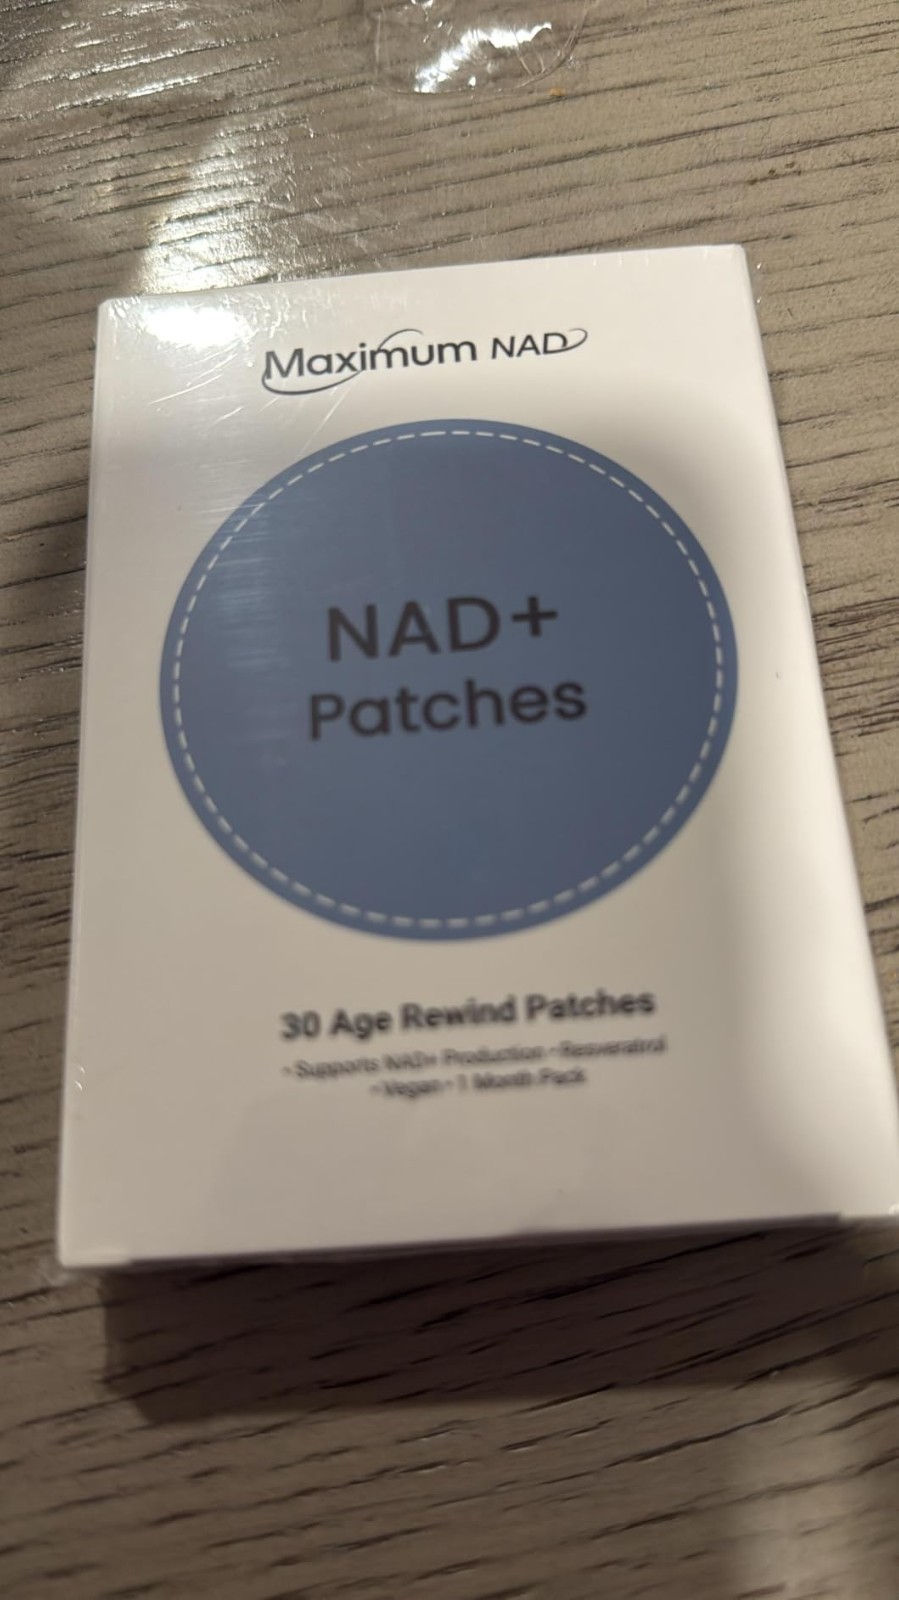 Maximum NAD
NAD+
Patches
30 Age Rewind Patches
• Supports NAD+ Production • Resveratrol
• Vegan • 1 Month Pack